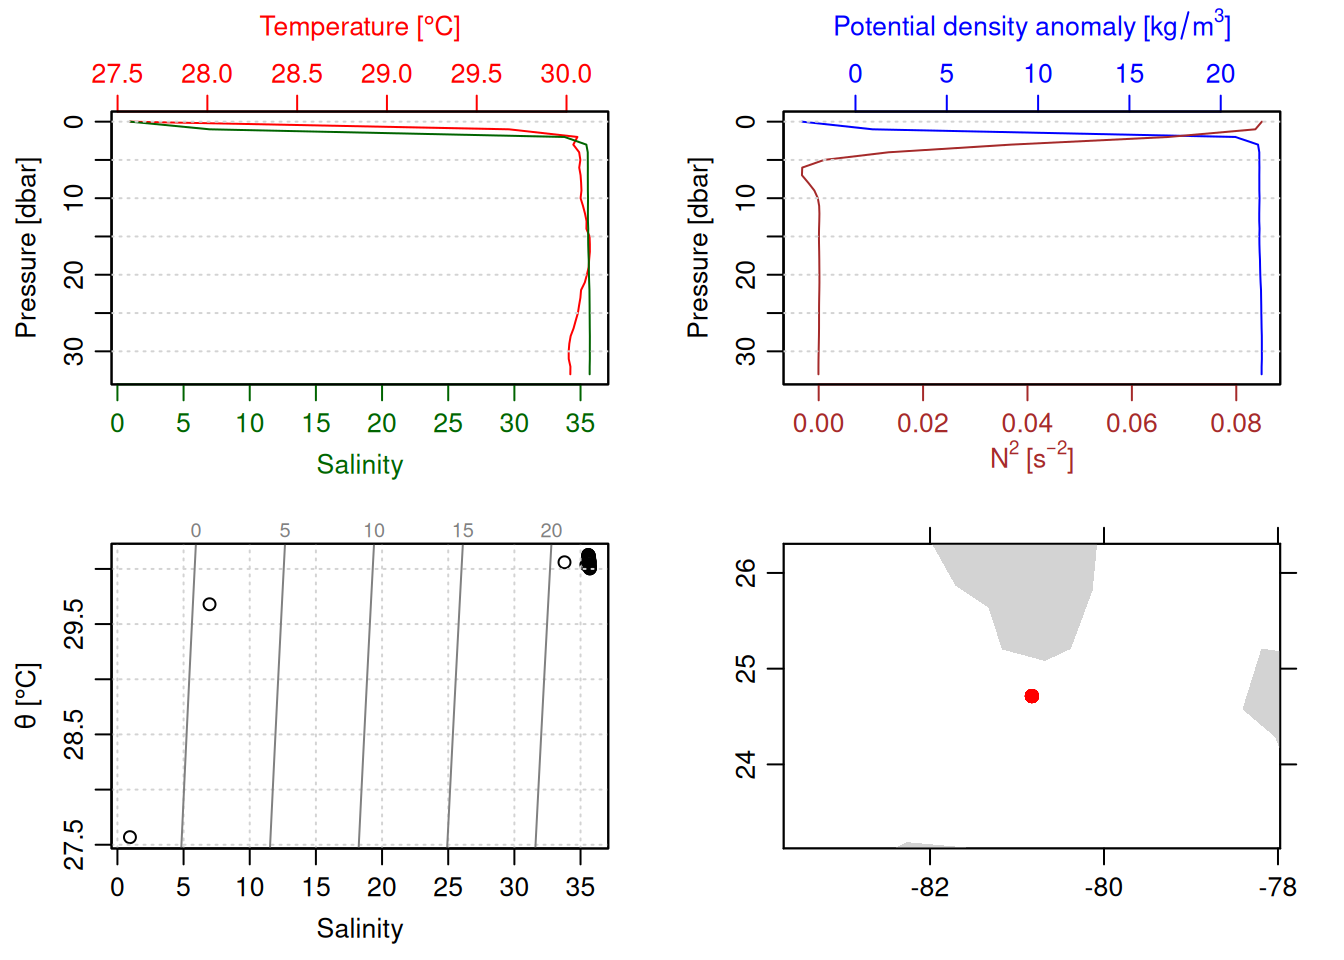 Temperature [°C]
27.5 28.0 28.5 29.0 29.5 30.0
Pressure [dbar]
0 10 20 30
0 5 10 15 20 25 30 35
Salinity
Potential density anomaly [kg/m³]
0 5 10 15 20
Pressure [dbar]
0 10 20 30
0.00 0.02 0.04 0.06 0.08
N² [s⁻²]
0 5 10 15 20
θ [°C]
27.5 28.5 29.5
0 5 10 15 20 25 30 35
Salinity
26
25
24
-82 -80 -78